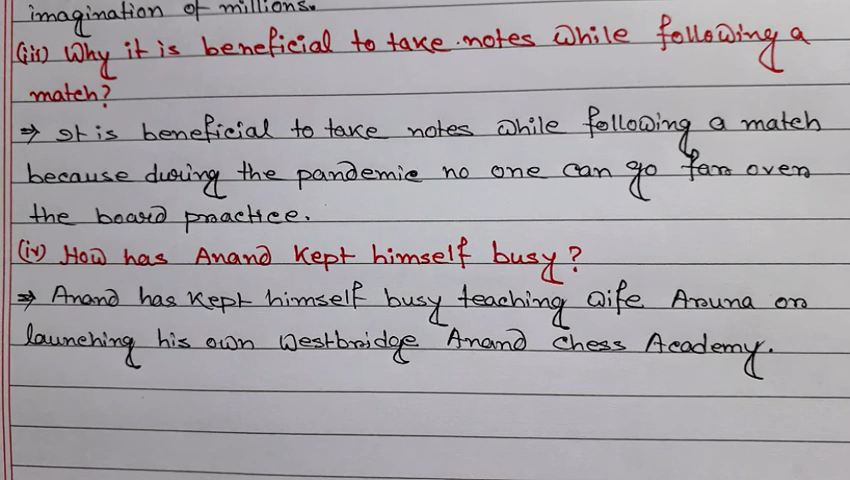 imagination of millions.
(iii) Why it is beneficial to take notes while following a
match?
⇒ It is beneficial to take notes while following a match
because during the pandemic no one can go far over
the board practice.
(iv) How has Anand kept himself busy?
⇒ Anand has kept himself busy teaching wife Aruna or
launching his own Westbridge Anand Chess Academy.